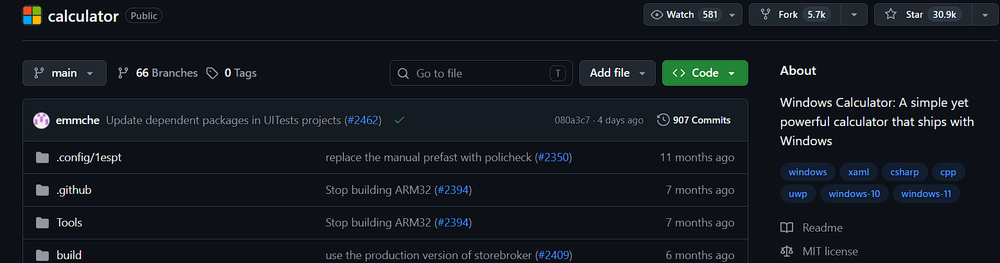 calculator Public Watch 581 Fork 5.7k Star 30.9k
main 66 Branches 0 Tags Go to file T Add file Code
About
Windows Calculator: A simple yet
powerful calculator that ships with
Windows
windows xaml csharp cpp
uwp windows-10 windows-11
Readme
MIT license
emmche Update dependent packages in UITests projects (#2462) 080a3c7 · 4 days ago 907 Commits
.config/1espt replace the manual prefast with policheck (#2350) 11 months ago
.github Stop building ARM32 (#2394) 7 months ago
Tools Stop building ARM32 (#2394) 7 months ago
build use the production version of storebroker (#2409) 6 months ago